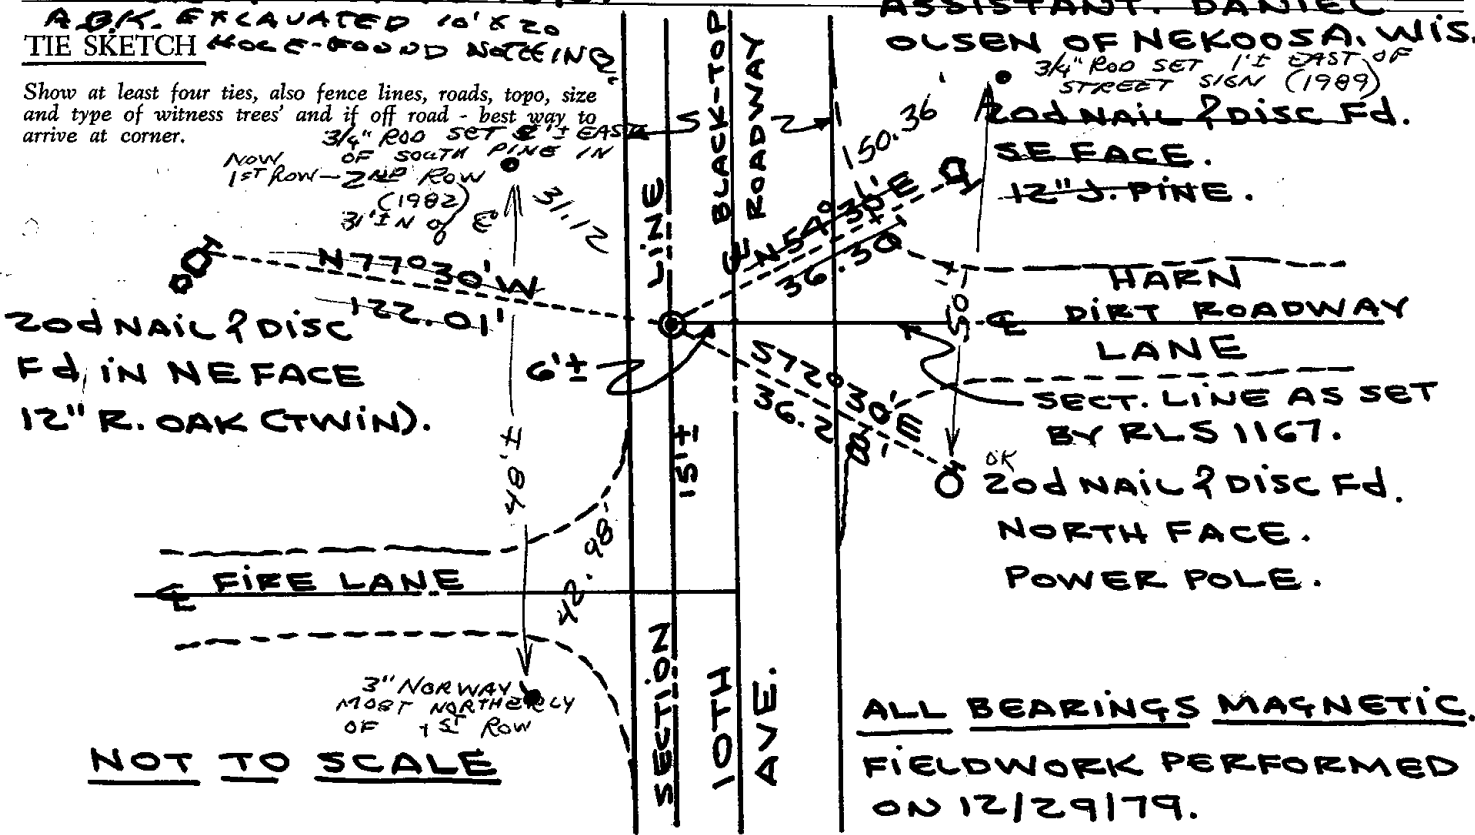 A.B.K. EXCAVATED 10' X 20
HOLE-FOUND NOTHING
TIE SKETCH
Show at least four ties, also fence lines, roads, topo, size
and type of witness trees' and if off road - best way to
arrive at corner.
ASSISTANT. DANIEL
OLSEN OF NEKOOSA, WIS.
3/4" ROD SET 1'± EAST OF
STREET SIGN (1989)
20d NAIL & DISC Fd.
SE FACE.
12" J. PINE.
3/4" ROD SET 1'± EAST
OF SOUTH PINE IN
NOW
1ST ROW - 2ND ROW
(1982)
31' IN of ℄
31.12
150.36'
BLACK-TOP
ROADWAY
LINE
N54°35'E
36.30
N77°30'W
122.01'
20d NAIL & DISC
Fd. IN NE FACE
12" R. OAK (TWIN).
6'±
15'±
48'±
50'±
HARN
℄ DIRT ROADWAY
LANE
S72°30'E
36.2
SECT. LINE AS SET
BY RLS 1167.
OK
20d NAIL & DISC Fd.
NORTH FACE.
POWER POLE.
42.98'
℄ FIRE LANE
3" NORWAY
MOST NORTHERLY
OF 1ST ROW
SECTION
10TH
AVE.
NOT TO SCALE
ALL BEARINGS MAGNETIC.
FIELDWORK PERFORMED
ON 12/29/79.